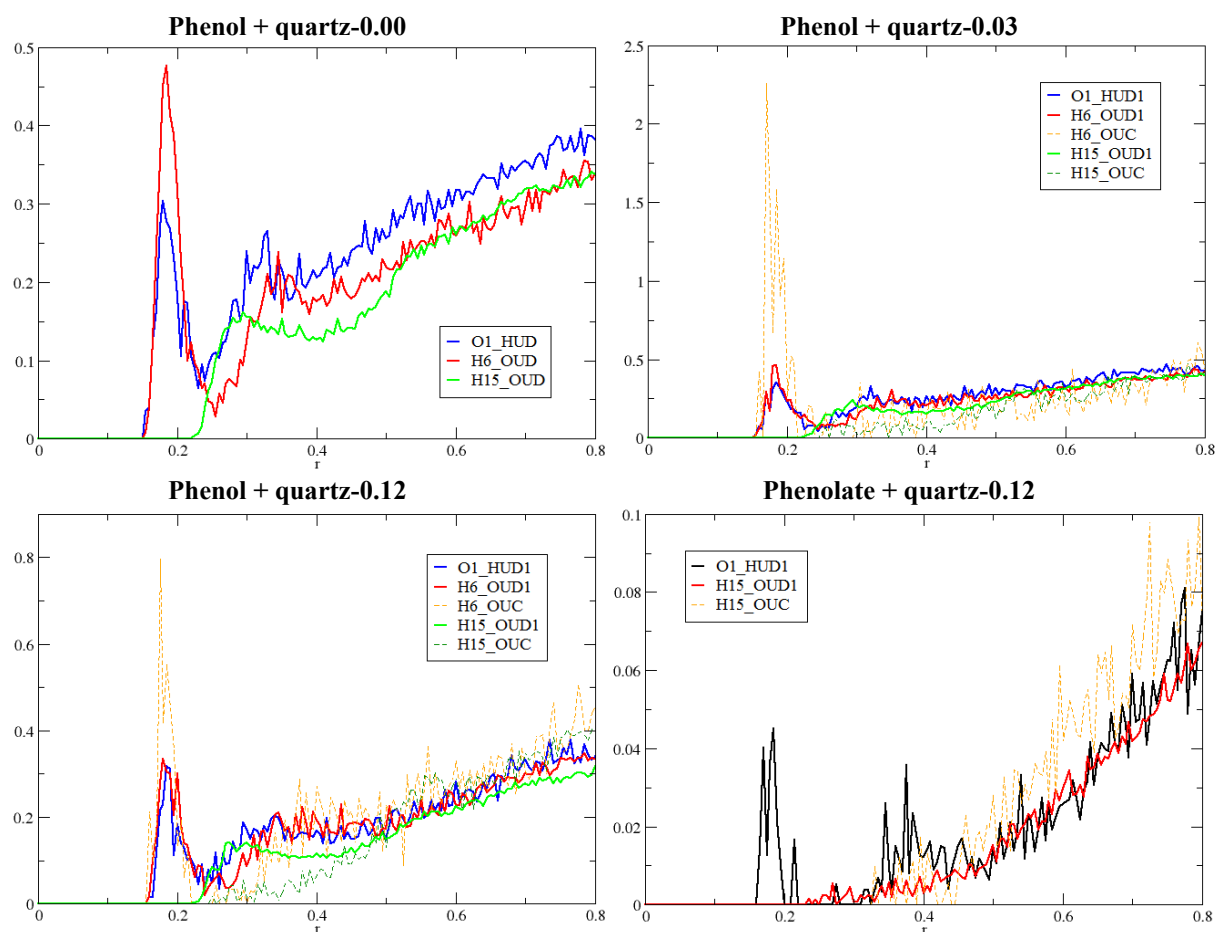 Phenol + quartz-0.00
0.5
0.4
0.3
0.2
0.1
0
O1_HUD
H6_OUD
H15_OUD
0
0.2
0.4
0.6
0.8
r
Phenol + quartz-0.03
2.5
2
1.5
1
0.5
0
O1_HUD1
H6_OUD1
H6_OUC
H15_OUD1
H15_OUC
0
0.2
0.4
0.6
0.8
r
Phenol + quartz-0.12
0.8
0.6
0.4
0.2
0
O1_HUD1
H6_OUD1
H6_OUC
H15_OUD1
H15_OUC
0
0.2
0.4
0.6
0.8
r
Phenolate + quartz-0.12
0.1
0.08
0.06
0.04
0.02
0
O1_HUD1
H15_OUD1
H15_OUC
0
0.2
0.4
0.6
0.8
r